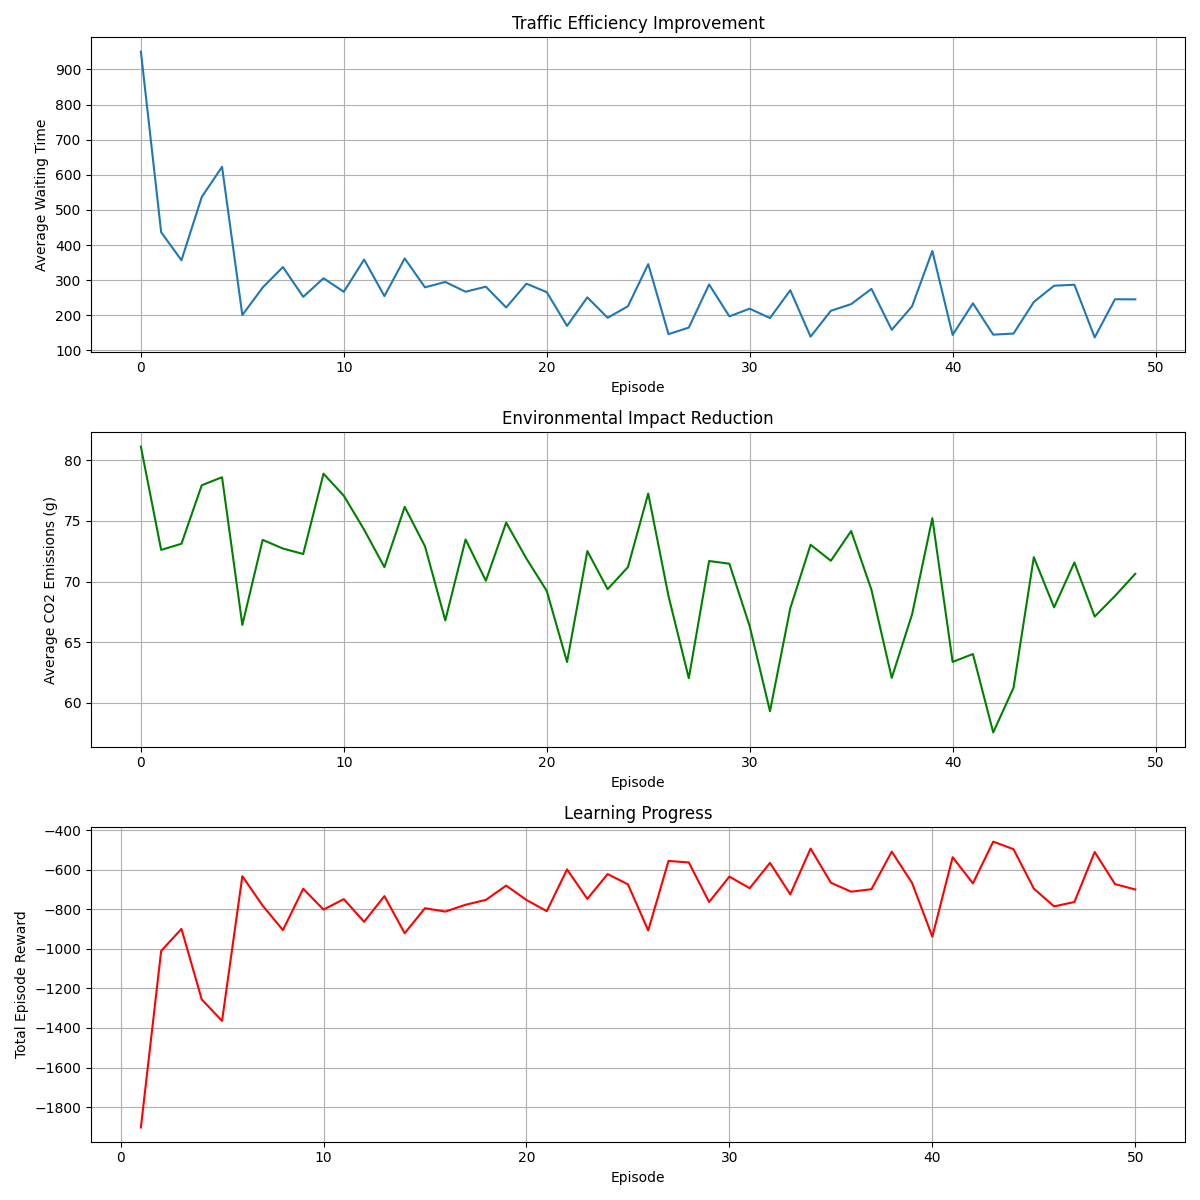 Traffic Efficiency Improvement
900
800
700
600
500
400
300
200
100
Average Waiting Time
0 10 20 30 40 50
Episode
Environmental Impact Reduction
80
75
70
65
60
Average CO2 Emissions (g)
0 10 20 30 40 50
Episode
Learning Progress
−400
−600
−800
−1000
−1200
−1400
−1600
−1800
Total Episode Reward
0 10 20 30 40 50
Episode